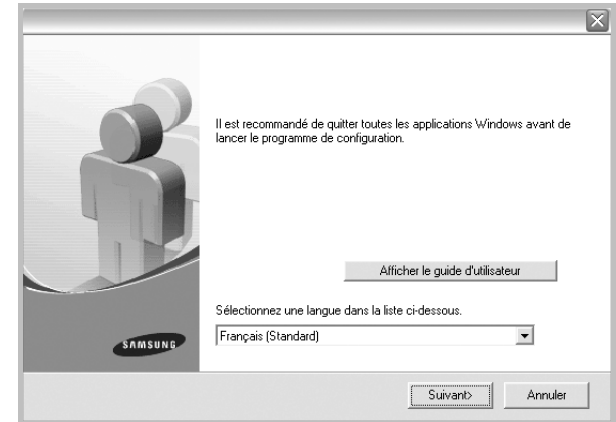 Il est recommandé de quitter toutes les applications Windows avant de
lancer le programme de configuration.
Afficher le guide d'utilisateur
Sélectionnez une langue dans la liste ci-dessous.
Français (Standard)
SAMSUNG
Suivant>
Annuler